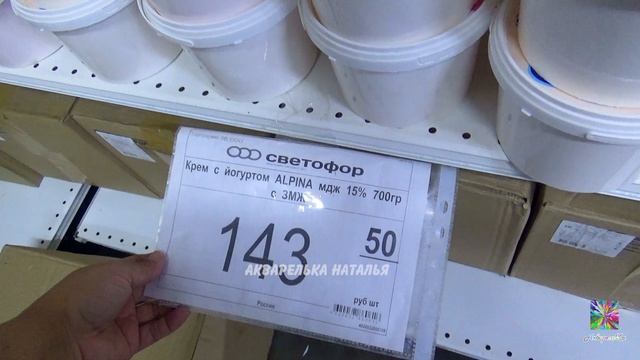 светофор
Крем с йогуртом ALPINA мдж 15% 700гр
с ЗМЖ
143 50
АКВАРЕЛЬКА НАТАЛЬЯ
руб шт
Россия